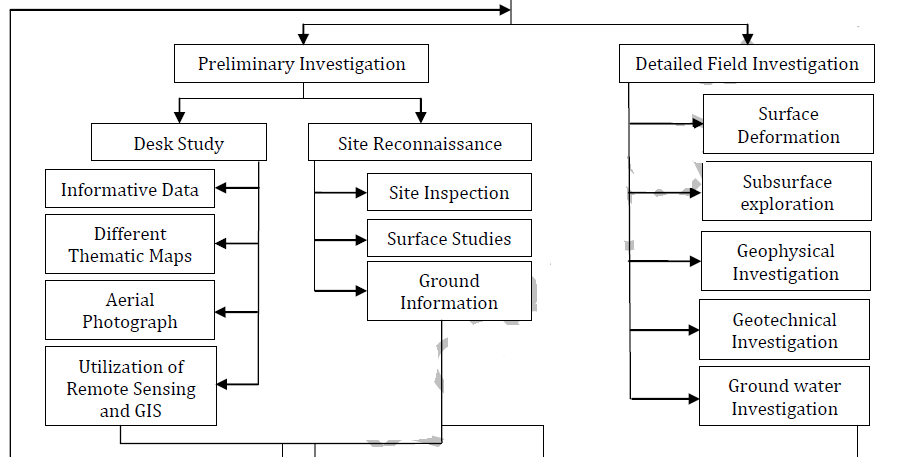 Preliminary Investigation
Detailed Field Investigation
Desk Study
Site Reconnaissance
Informative Data
Different
Thematic Maps
Aerial
Photograph
Utilization of
Remote Sensing
and GIS
Site Inspection
Surface Studies
Ground
Information
Surface
Deformation
Subsurface
exploration
Geophysical
Investigation
Geotechnical
Investigation
Ground water
Investigation